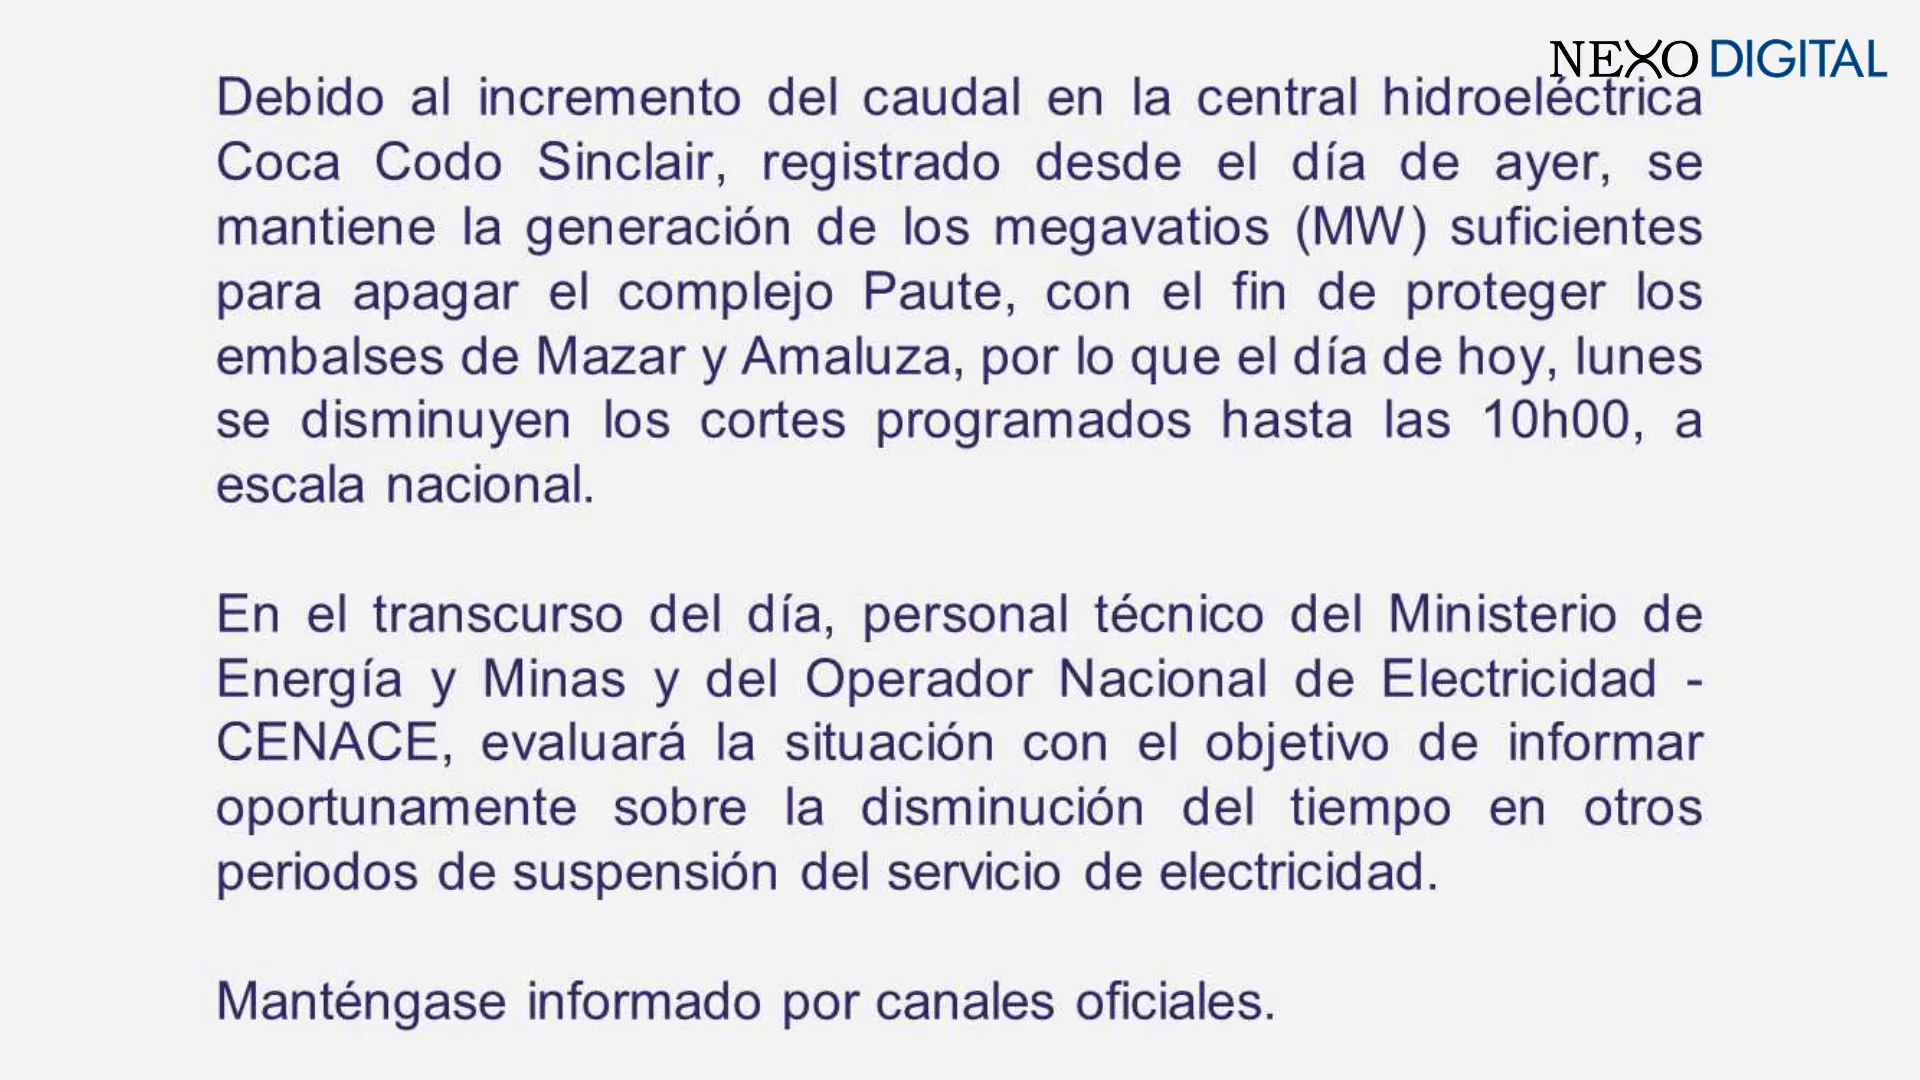 NEXO DIGITAL
Debido al incremento del caudal en la central hidroeléctrica
Coca Codo Sinclair, registrado desde el día de ayer, se
mantiene la generación de los megavatios (MW) suficientes
para apagar el complejo Paute, con el fin de proteger los
embalses de Mazar y Amaluza, por lo que el día de hoy, lunes
se disminuyen los cortes programados hasta las 10h00, a
escala nacional.
En el transcurso del día, personal técnico del Ministerio de
Energía y Minas y del Operador Nacional de Electricidad -
CENACE, evaluará la situación con el objetivo de informar
oportunamente sobre la disminución del tiempo en otros
periodos de suspensión del servicio de electricidad.
Manténgase informado por canales oficiales.